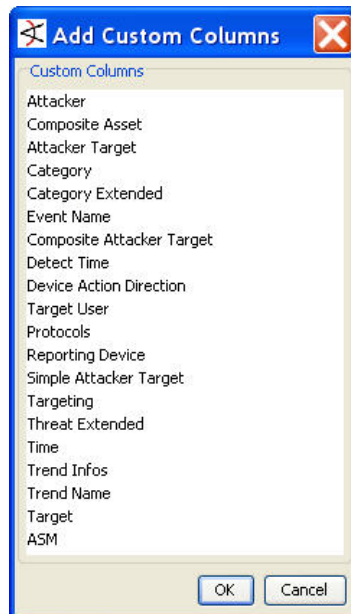 Add Custom Columns
Custom Columns
Attacker
Composite Asset
Attacker Target
Category
Category Extended
Event Name
Composite Attacker Target
Detect Time
Device Action Direction
Target User
Protocols
Reporting Device
Simple Attacker Target
Targeting
Threat Extended
Time
Trend Infos
Trend Name
Target
ASM
OK Cancel